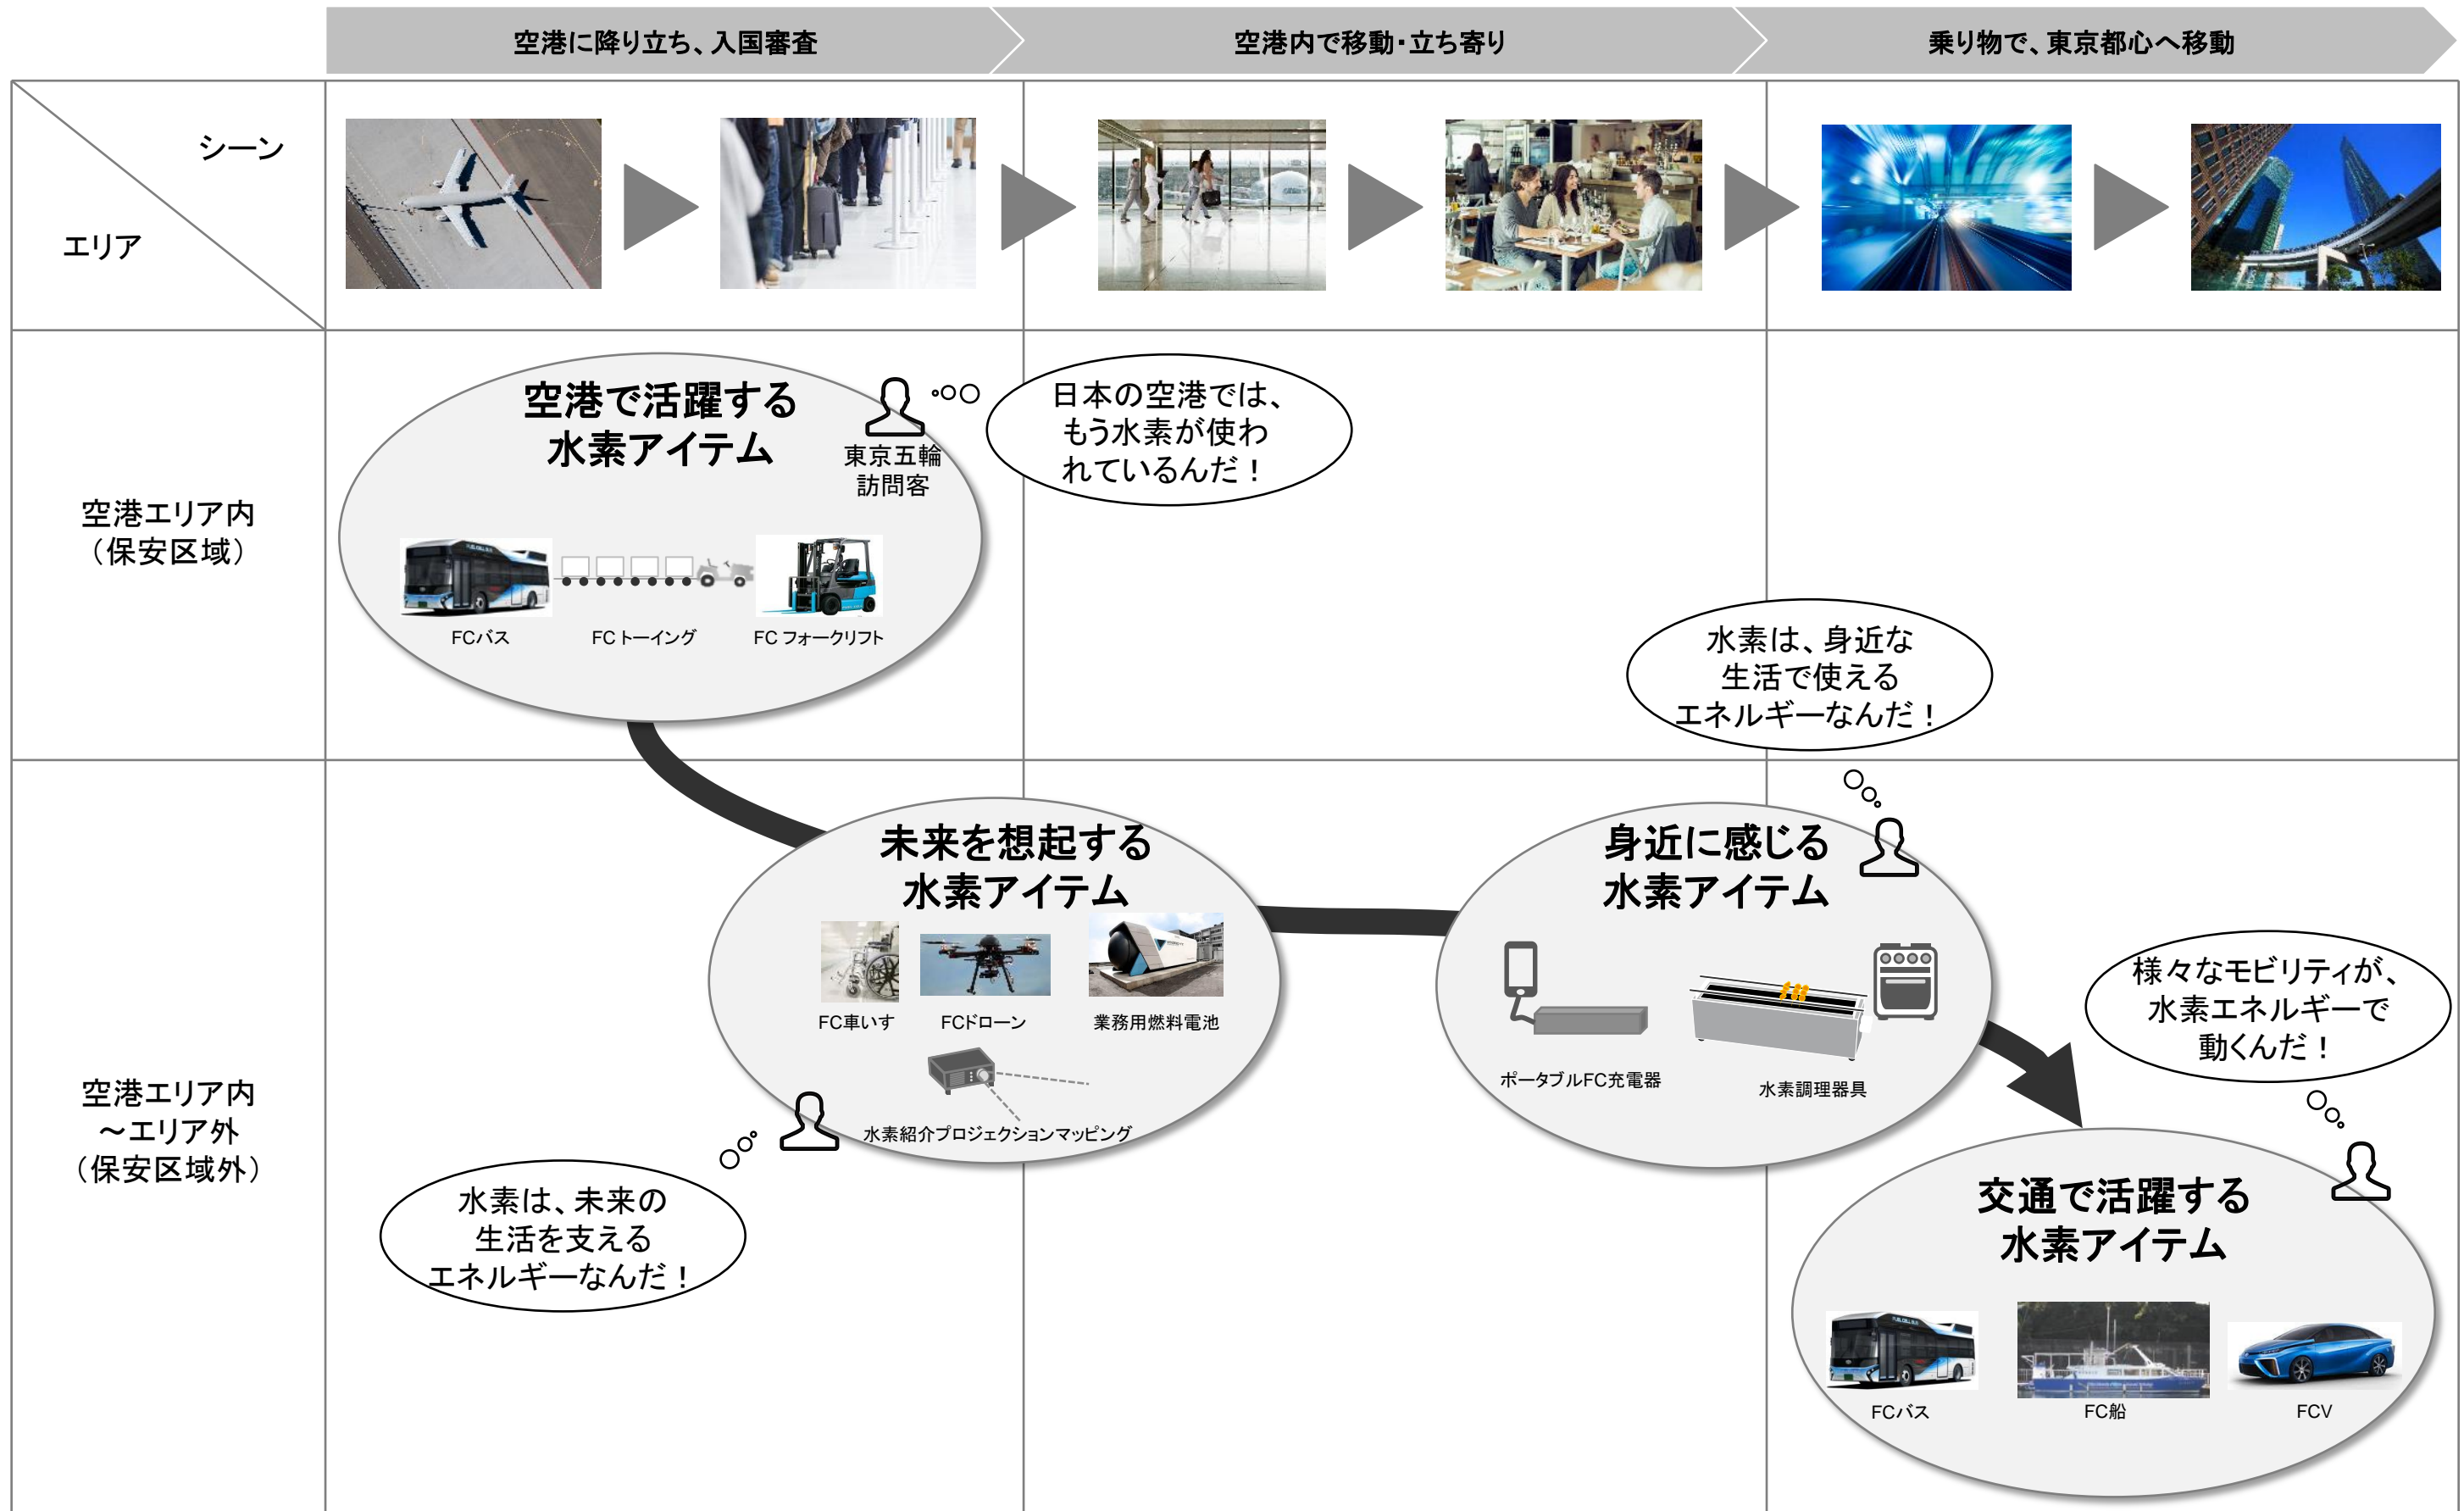 空港に降り立ち、入国審査
空港内で移動・立ち寄り
乗り物で、東京都心へ移動
シーン
エリア
空港エリア内
（保安区域）
空港で活躍する
水素アイテム
東京五輪
訪問客
日本の空港では、
もう水素が使わ
れているんだ！
FUEL CELL BUS
FCバス
FC トーイング
FC フォークリフト
水素は、身近な
生活で使える
エネルギーなんだ！
空港エリア内
～エリア外
（保安区域外）
未来を想起する
水素アイテム
FC車いす
FCドローン
業務用燃料電池
水素紹介プロジェクションマッピング
水素は、未来の
生活を支える
エネルギーなんだ！
身近に感じる
水素アイテム
ポータブルFC充電器
水素調理器具
様々なモビリティが、
水素エネルギーで
動くんだ！
交通で活躍する
水素アイテム
FUEL CELL BUS
FCバス
FC船
FCV